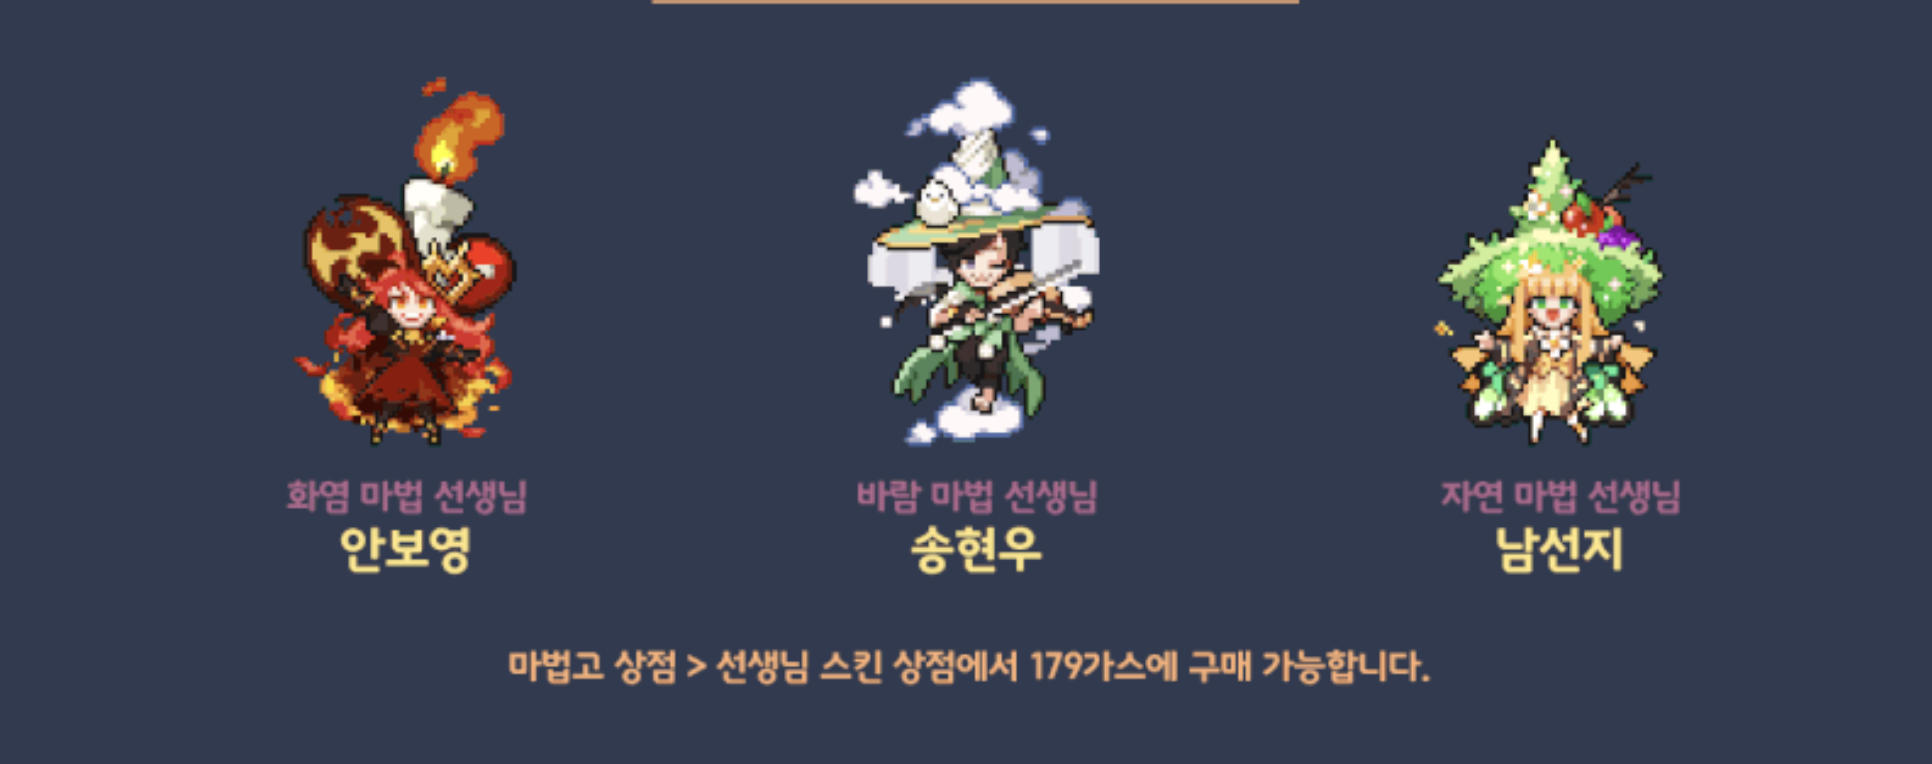 화염 마법 선생님
안보영
바람 마법 선생님
송현우
자연 마법 선생님
남선지
마법고 상점 > 선생님 스킨 상점에서 179가스에 구매 가능합니다.